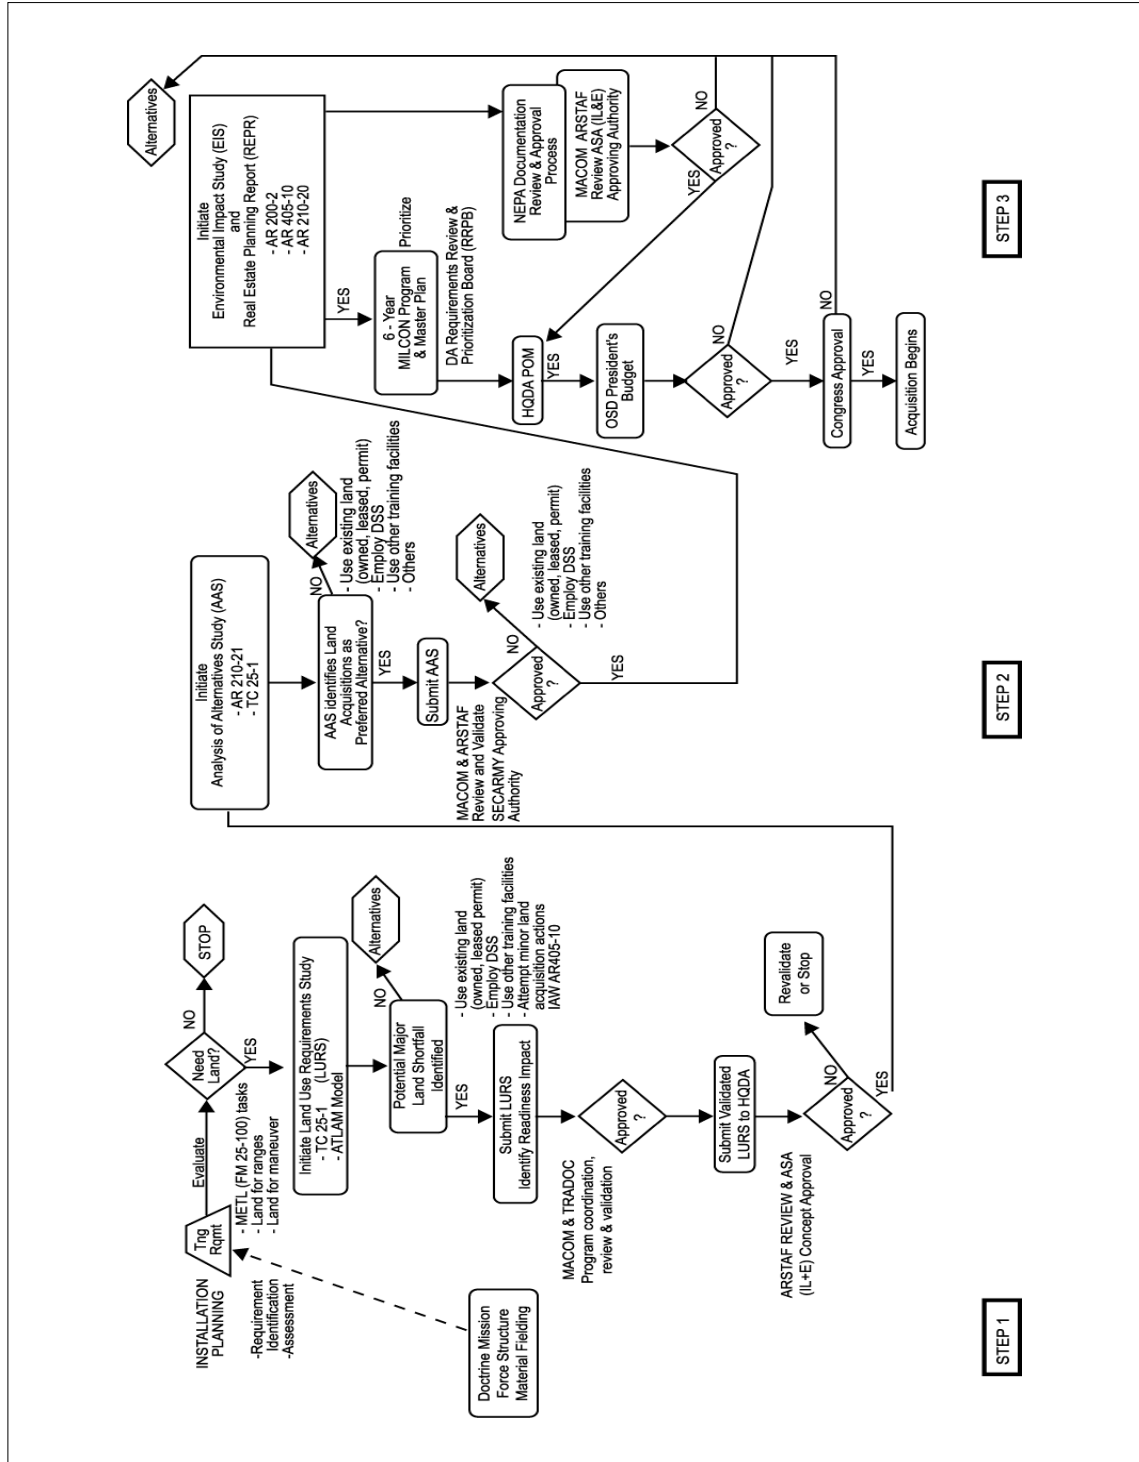 INSTALLATION
PLANNING
-Requirement
Identification
-Assessment
Tng
Rqmt
Evaluate
- METL (FM 25-100) tasks
- Land for ranges
- Land for maneuver
Doctrine Mission
Force Structure
Material Fielding
Need
Land?
NO
STOP
YES
Initiate Land Use Requirements Study
- TC 25-1 (LURS)
- ATLAM Model
Potential Major
Land Shortfall
Identified
NO
Alternatives
- Use existing land
(owned, leased permit)
- Employ DSS
- Use other training facilities
- Attempt minor land
acquisition actions
IAW AR405-10
YES
Submit LURS
Identify Readiness Impact
MACOM & TRADOC
Program coordination,
review & validation
Approved
?
Submit Validated
LURS to HQDA
ARSTAF REVIEW & ASA
(IL+E) Concept Approval
Approved
?
NO
Revalidate
or Stop
YES
STEP 1
Initiate
Analysis of Alternatives Study (AAS)
- AR 210-21
- TC 25-1
AAS identifies Land
Acquisitions as
Preferred Alternative?
NO
Alternatives
- Use existing land
(owned, leased, permit)
- Employ DSS
- Use other training facilities
- Others
YES
Submit AAS
MACOM & ARSTAF
Review and Validate
SECARMY Approving
Authority
Approved
?
NO
Alternatives
- Use existing land
(owned, leased, permit)
- Employ DSS
- Use other training facilities
- Others
YES
STEP 2
Alternatives
Initiate
Environmental Impact Study (EIS)
and
Real Estate Planning Report (REPR)
- AR 200-2
- AR 405-10
- AR 210-20
YES
6 - Year
MILCON Program
& Master Plan
Prioritize
DA Requirements Review &
Prioritization Board (RRPB)
NEPA Documentation
Review & Approval
Process
MACOM ARSTAF
Review ASA (IL&E)
Approving Authority
Approved
?
NO
YES
HQDA POM
YES
OSD President's
Budget
Approved
?
NO
YES
Congress Approval
NO
YES
Acquisition Begins
STEP 3